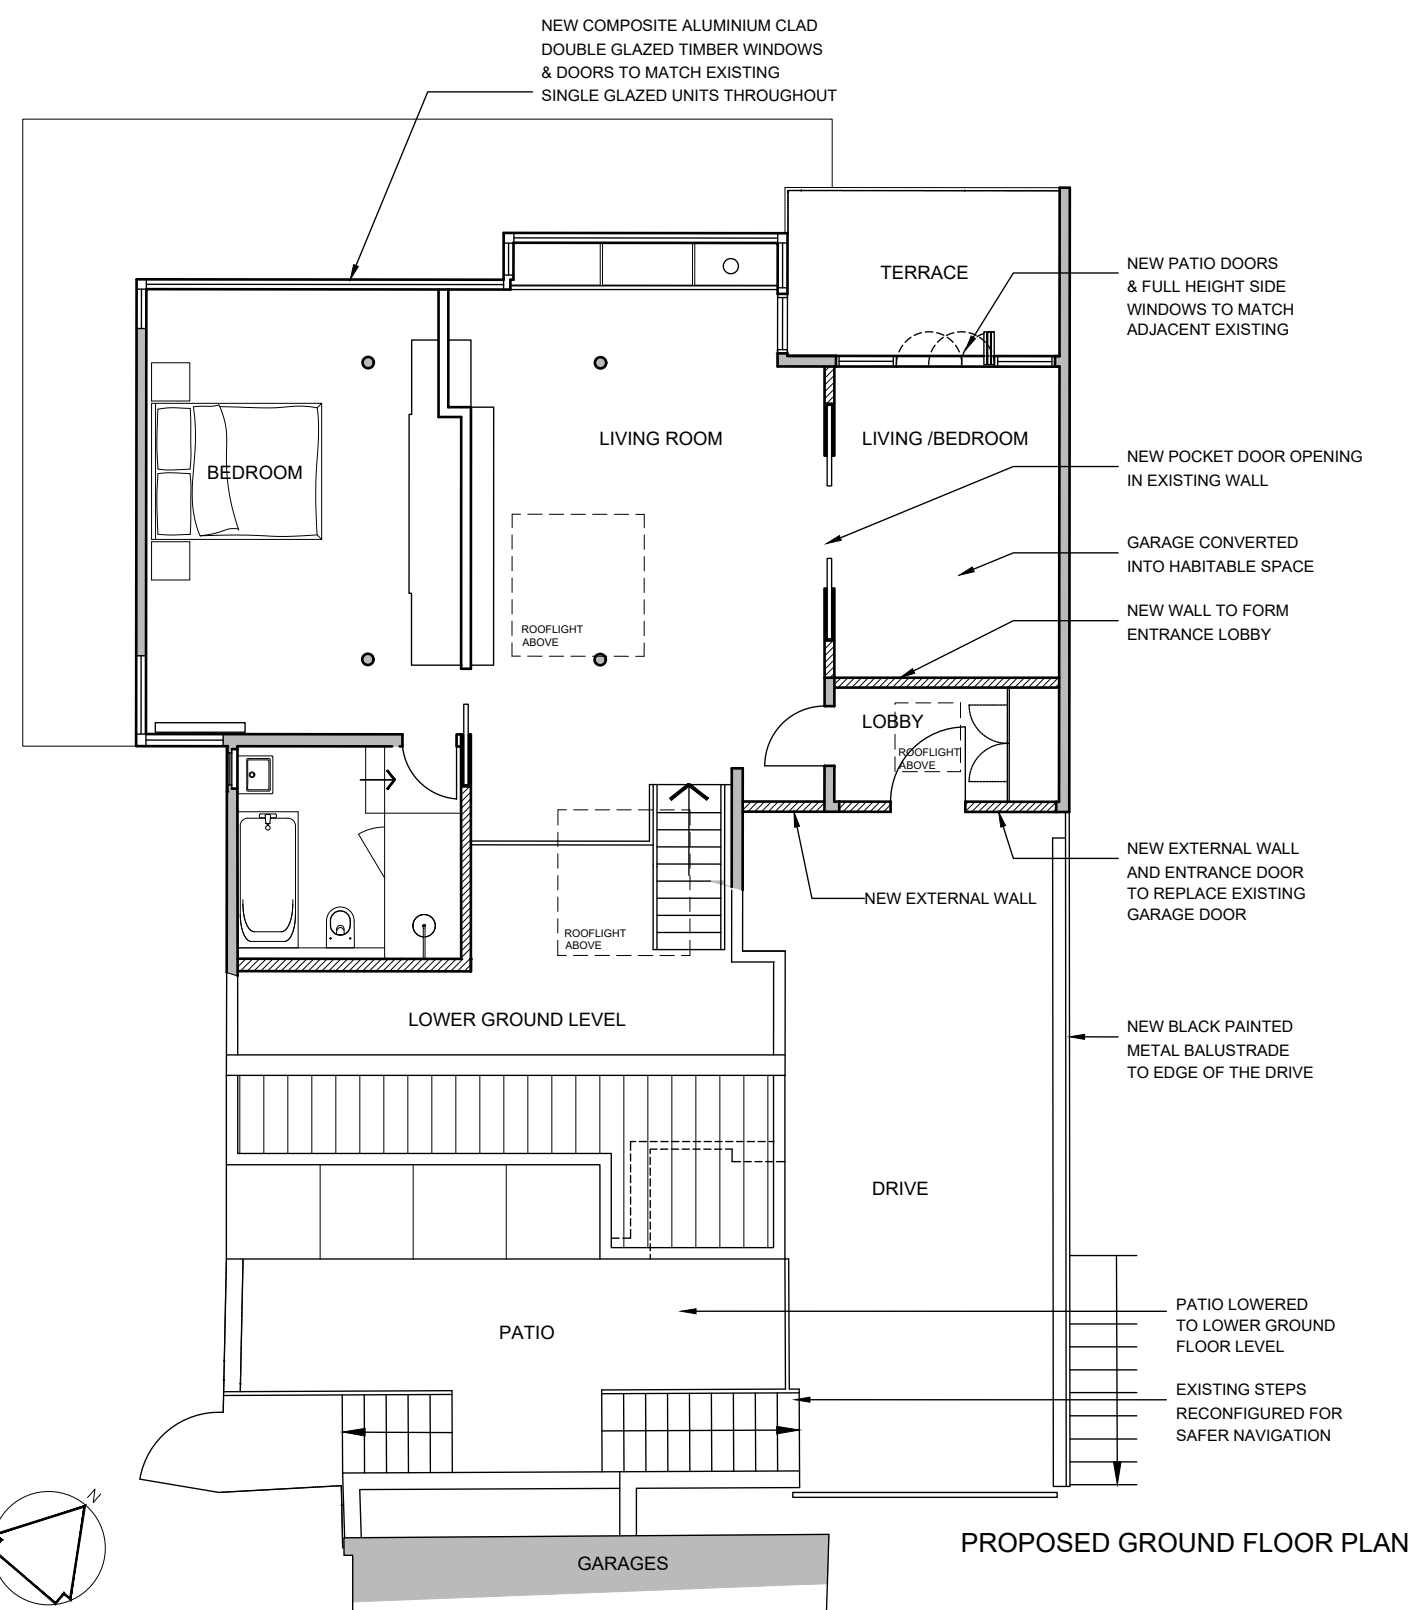 NEW COMPOSITE ALUMINIUM CLAD
DOUBLE GLAZED TIMBER WINDOWS
& DOORS TO MATCH EXISTING
SINGLE GLAZED UNITS THROUGHOUT
TERRACE
NEW PATIO DOORS
& FULL HEIGHT SIDE
WINDOWS TO MATCH
ADJACENT EXISTING
BEDROOM
LIVING ROOM
LIVING /BEDROOM
NEW POCKET DOOR OPENING
IN EXISTING WALL
GARAGE CONVERTED
INTO HABITABLE SPACE
NEW WALL TO FORM
ENTRANCE LOBBY
ROOFLIGHT
ABOVE
LOBBY
ROOFLIGHT
ABOVE
NEW EXTERNAL WALL
AND ENTRANCE DOOR
TO REPLACE EXISTING
GARAGE DOOR
NEW EXTERNAL WALL
ROOFLIGHT
ABOVE
LOWER GROUND LEVEL
NEW BLACK PAINTED
METAL BALUSTRADE
TO EDGE OF THE DRIVE
DRIVE
PATIO
PATIO LOWERED
TO LOWER GROUND
FLOOR LEVEL
EXISTING STEPS
RECONFIGURED FOR
SAFER NAVIGATION
N
GARAGES
PROPOSED GROUND FLOOR PLAN